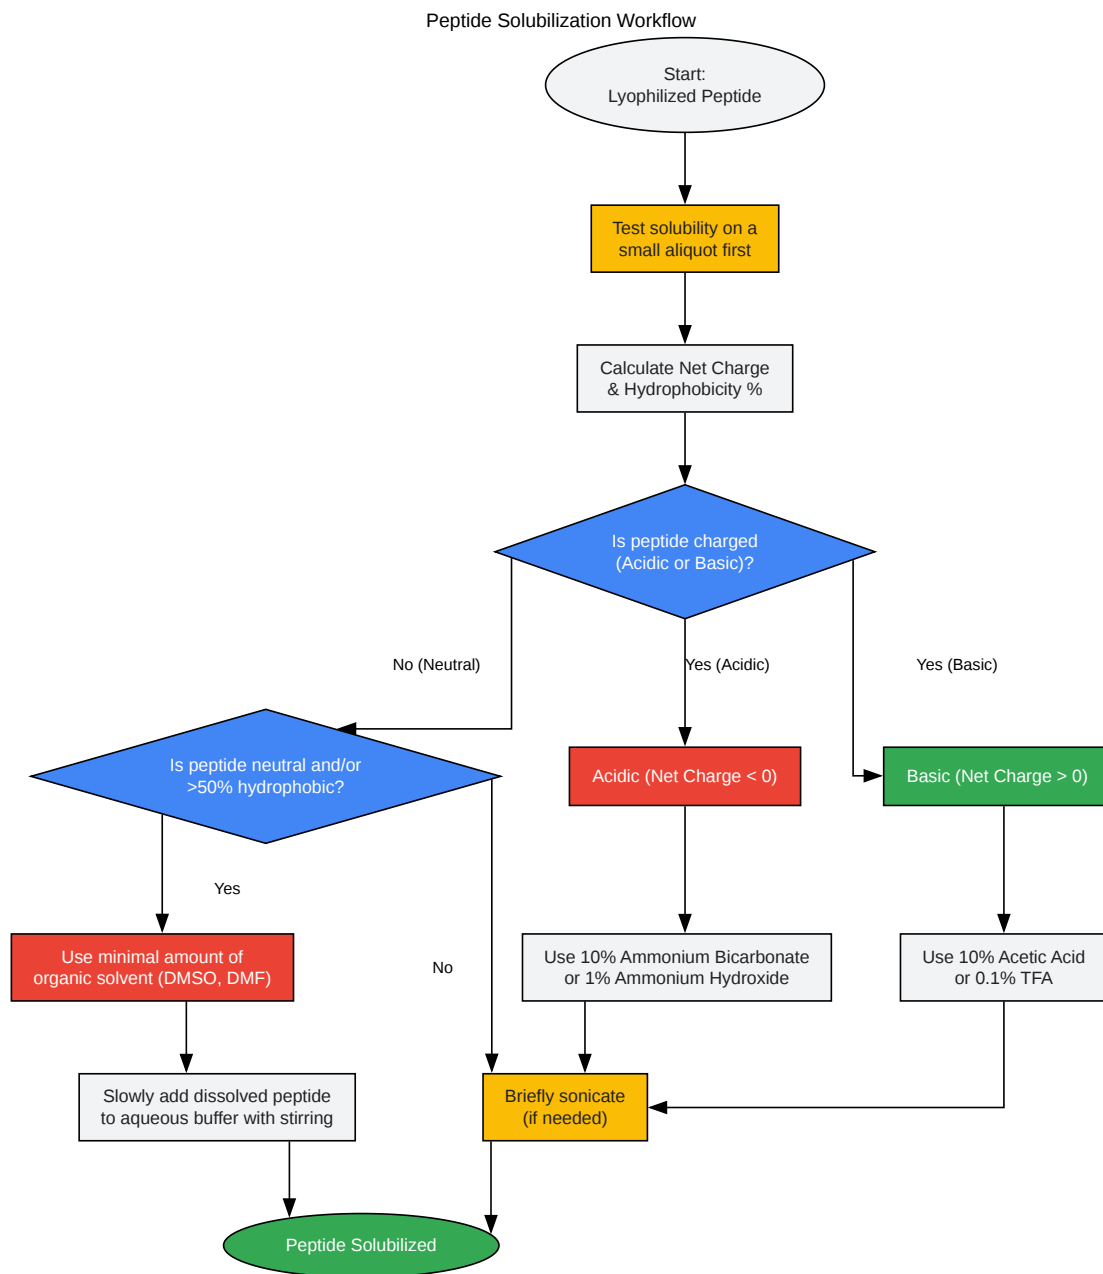 Peptide Solubilization Workflow
Start:
Lyophilized Peptide
Test solubility on a
small aliquot first
Calculate Net Charge
& Hydrophobicity %
Is peptide charged
(Acidic or Basic)?
No (Neutral)
Yes (Acidic)
Yes (Basic)
Is peptide neutral and/or
>50% hydrophobic?
Acidic (Net Charge < 0)
Basic (Net Charge > 0)
Yes
No
Use minimal amount of
organic solvent (DMSO, DMF)
Use 10% Ammonium Bicarbonate
or 1% Ammonium Hydroxide
Use 10% Acetic Acid
or 0.1% TFA
Slowly add dissolved peptide
to aqueous buffer with stirring
Briefly sonicate
(if needed)
Peptide Solubilized